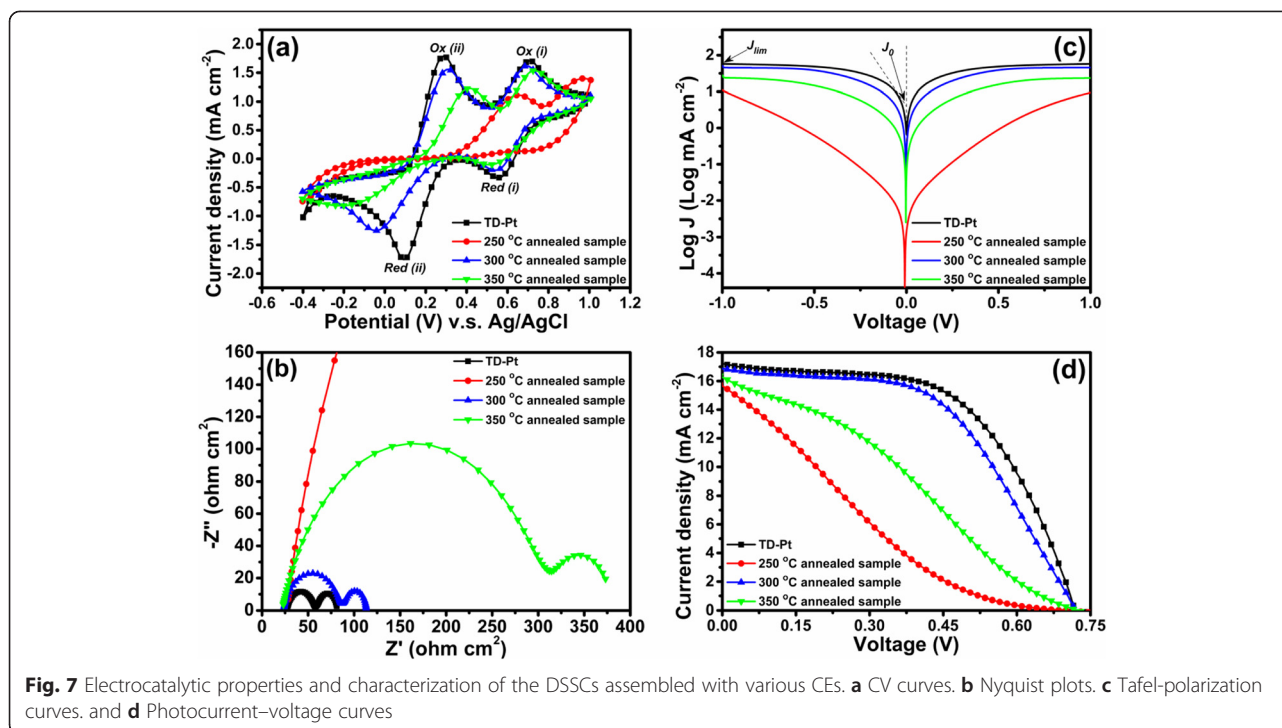 (a)
Ox (ii)
Ox (i)
Red (i)
Red (ii)
TD-Pt
250 °C annealed sample
300 °C annealed sample
350 °C annealed sample
Current density (mA cm-2)
2.0
1.5
1.0
0.5
0.0
-0.5
-1.0
-1.5
-2.0
-0.6 -0.4 -0.2 0.0 0.2 0.4 0.6 0.8 1.0 1.2
Potential (V) v.s. Ag/AgCl
(c)
Jlim
J0
TD-Pt
250 °C annealed sample
300 °C annealed sample
350 °C annealed sample
Log J (Log mA cm-2)
2
1
0
-1
-2
-3
-4
-1.0 -0.5 0.0 0.5 1.0
Voltage (V)
(b)
TD-Pt
250 °C annealed sample
300 °C annealed sample
350 °C annealed sample
-Z'' (ohm cm2)
160
140
120
100
80
60
40
20
0
0 50 100 150 200 250 300 350 400
Z' (ohm cm2)
(d)
TD-Pt
250 °C annealed sample
300 °C annealed sample
350 °C annealed sample
Current density (mA cm-2)
18
16
14
12
10
8
6
4
2
0
0.00 0.15 0.30 0.45 0.60 0.75
Voltage (V)
Fig. 7 Electrocatalytic properties and characterization of the DSSCs assembled with various CEs. a CV curves. b Nyquist plots. c Tafel-polarization
curves. and d Photocurrent–voltage curves